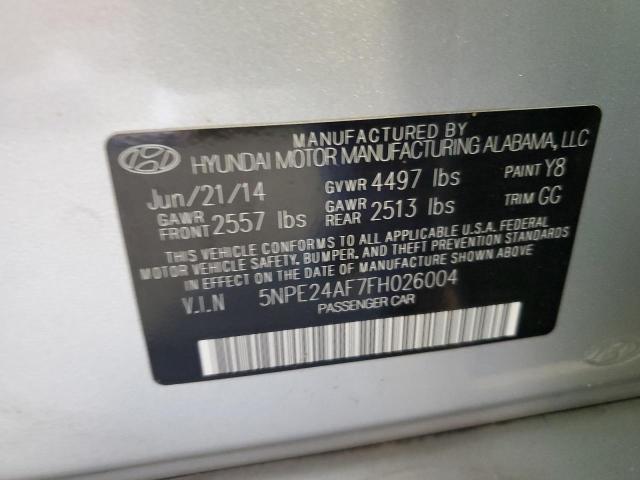 MANUFACTURED BY
HYUNDAI MOTOR MANUFACTURING ALABAMA, LLC
Jun/21/14 GVWR 4497 lbs PAINT Y8
GAWR FRONT 2557 lbs GAWR REAR 2513 lbs TRIM GG
THIS VEHICLE CONFORMS TO ALL APPLICABLE U.S.A. FEDERAL
MOTOR VEHICLE SAFETY, BUMPER, AND THEFT PREVENTION STANDARDS
IN EFFECT ON THE DATE OF MANUFACTURE SHOWN ABOVE
V.I.N 5NPE24AF7FH026004
PASSENGER CAR